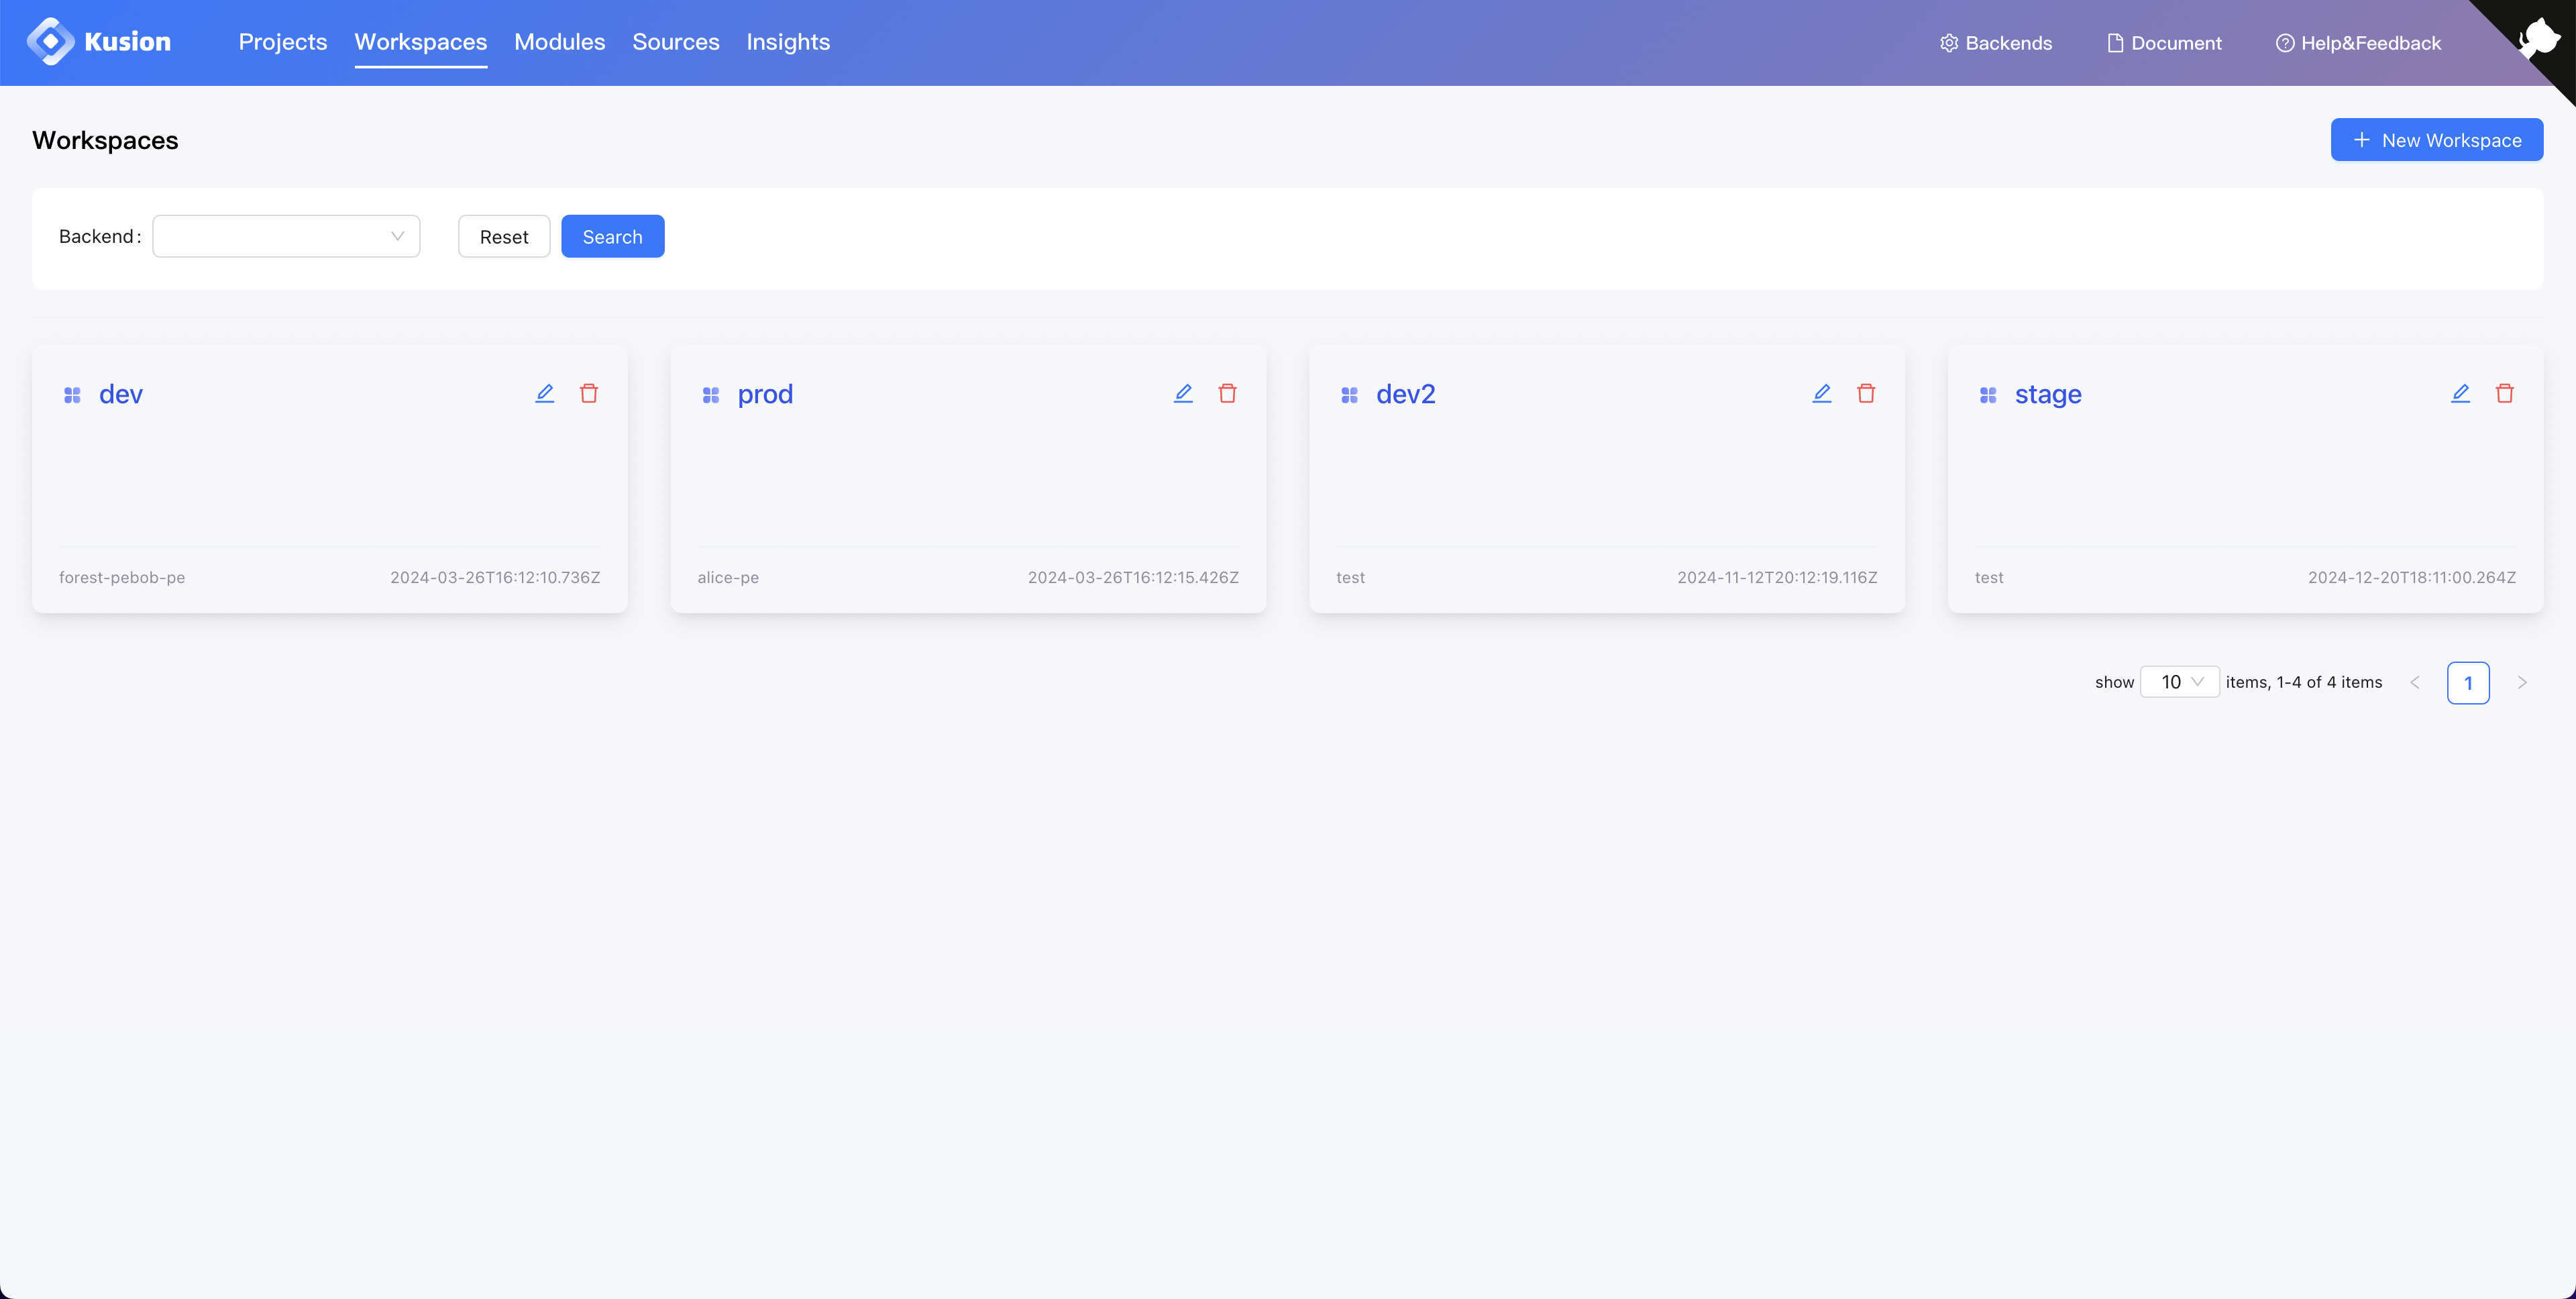 Kusion Projects Workspaces Modules Sources Insights Backends Document Help&Feedback
Workspaces
New Workspace
Backend: Reset Search
dev prod dev2 stage
forest-pebob-pe 2024-03-26T16:12:10.736Z alice-pe 2024-03-26T16:12:15.426Z test 2024-11-12T20:12:19.116Z test 2024-12-20T18:11:00.264Z
show 10 items, 1-4 of 4 items 1